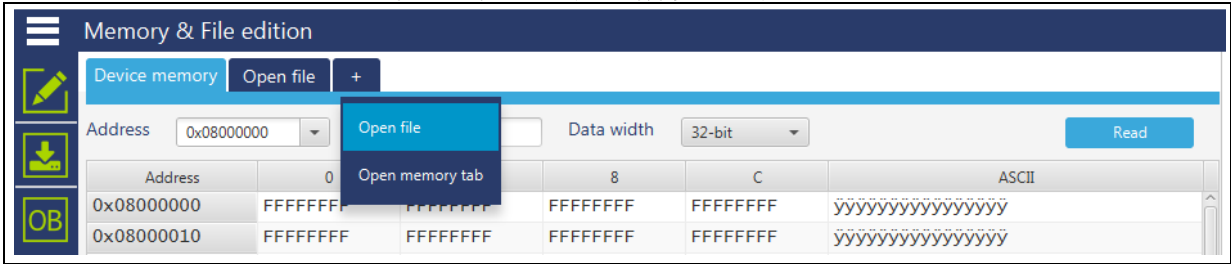 Memory & File edition
Device memory Open file +
Address 0x08000000 Open file Data width 32-bit Read
Address 0 Open memory tab 8 C ASCII
0x08000000 FFFFFFFF FFFFFFFF FFFFFFFF FFFFFFFF ÿÿÿÿÿÿÿÿÿÿÿÿÿÿÿÿ
OB
0x08000010 FFFFFFFF FFFFFFFF FFFFFFFF FFFFFFFF ÿÿÿÿÿÿÿÿÿÿÿÿÿÿÿÿ